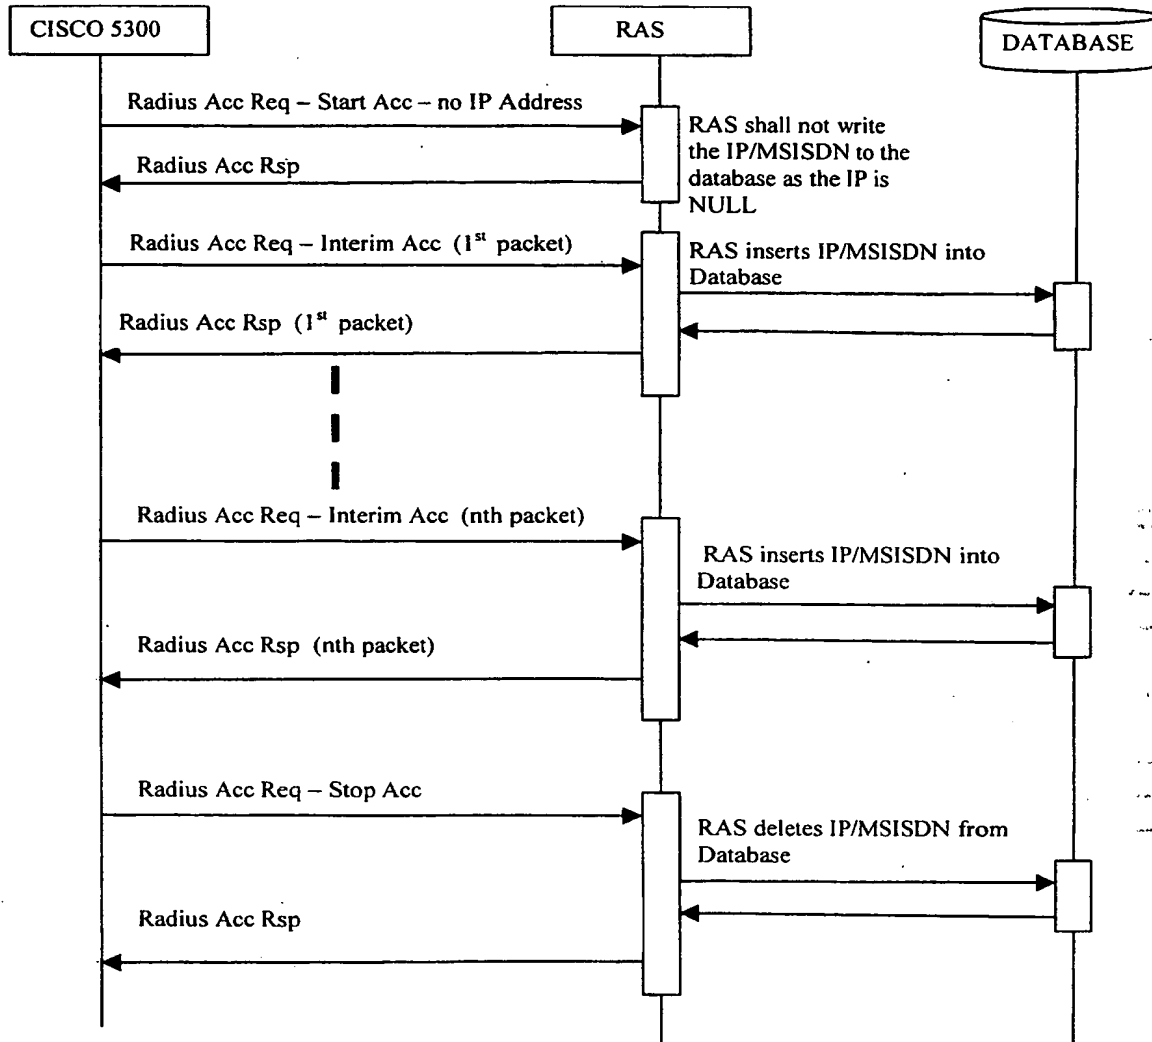 CISCO 5300
RAS
DATABASE
Radius Acc Req – Start Acc – no IP Address
RAS shall not write
the IP/MSISDN to the
database as the IP is
NULL
Radius Acc Rsp
Radius Acc Req – Interim Acc (1st packet)
RAS inserts IP/MSISDN into
Database
Radius Acc Rsp (1st packet)
Radius Acc Req – Interim Acc (nth packet)
RAS inserts IP/MSISDN into
Database
Radius Acc Rsp (nth packet)
Radius Acc Req – Stop Acc
RAS deletes IP/MSISDN from
Database
Radius Acc Rsp